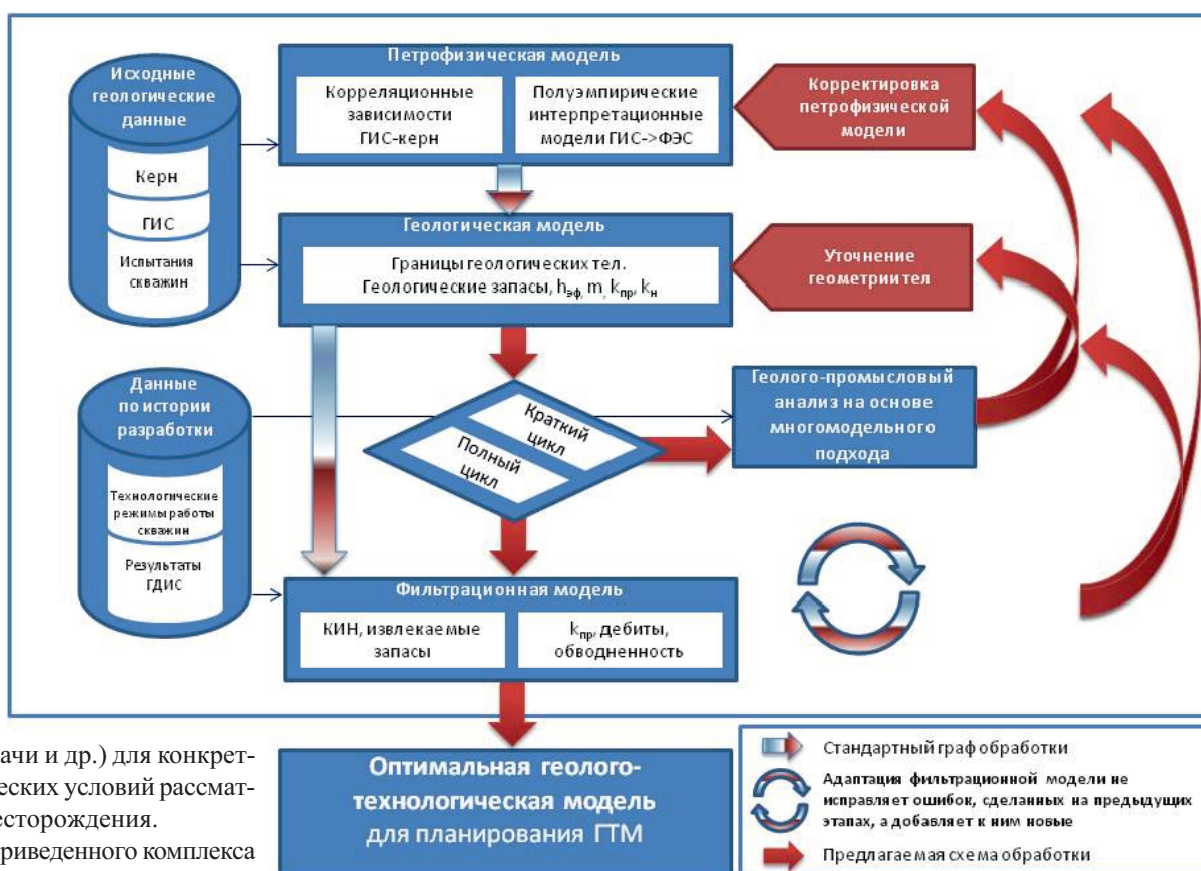 Исходные
геологические
данные
Керн
ГИС
Испытания
скважин
Петрофизическая модель
Корреляционные
зависимости
ГИС-керн
Полуэмпирические
интерпретационные
модели ГИС->ФЭС
Корректировка
петрофизической
модели
Геологическая модель
Границы геологических тел.
Геологические запасы, hэф, m, kпр, kн
Уточнение
геометрии тел
Данные
по истории
разработки
Технологические
режимы работы
скважин
Результаты
ГДИС
Краткий
цикл
Полный
цикл
Геолого-промысловый
анализ на основе
многомодельного
подхода
Фильтрационная модель
КИН, извлекаемые
запасы
kпр, дебиты,
обводненность
ачи и др.) для конкрет-
еских условий рассмат-
есторождения.
риведенного комплекса
Оптимальная геолого-
технологическая модель
для планирования ГТМ
Стандартный граф обработки
Адаптация фильтрационной модели не
исправляет ошибок, сделанных на предыдущих
этапах, а добавляет к ним новые
Предлагаемая схема обработки